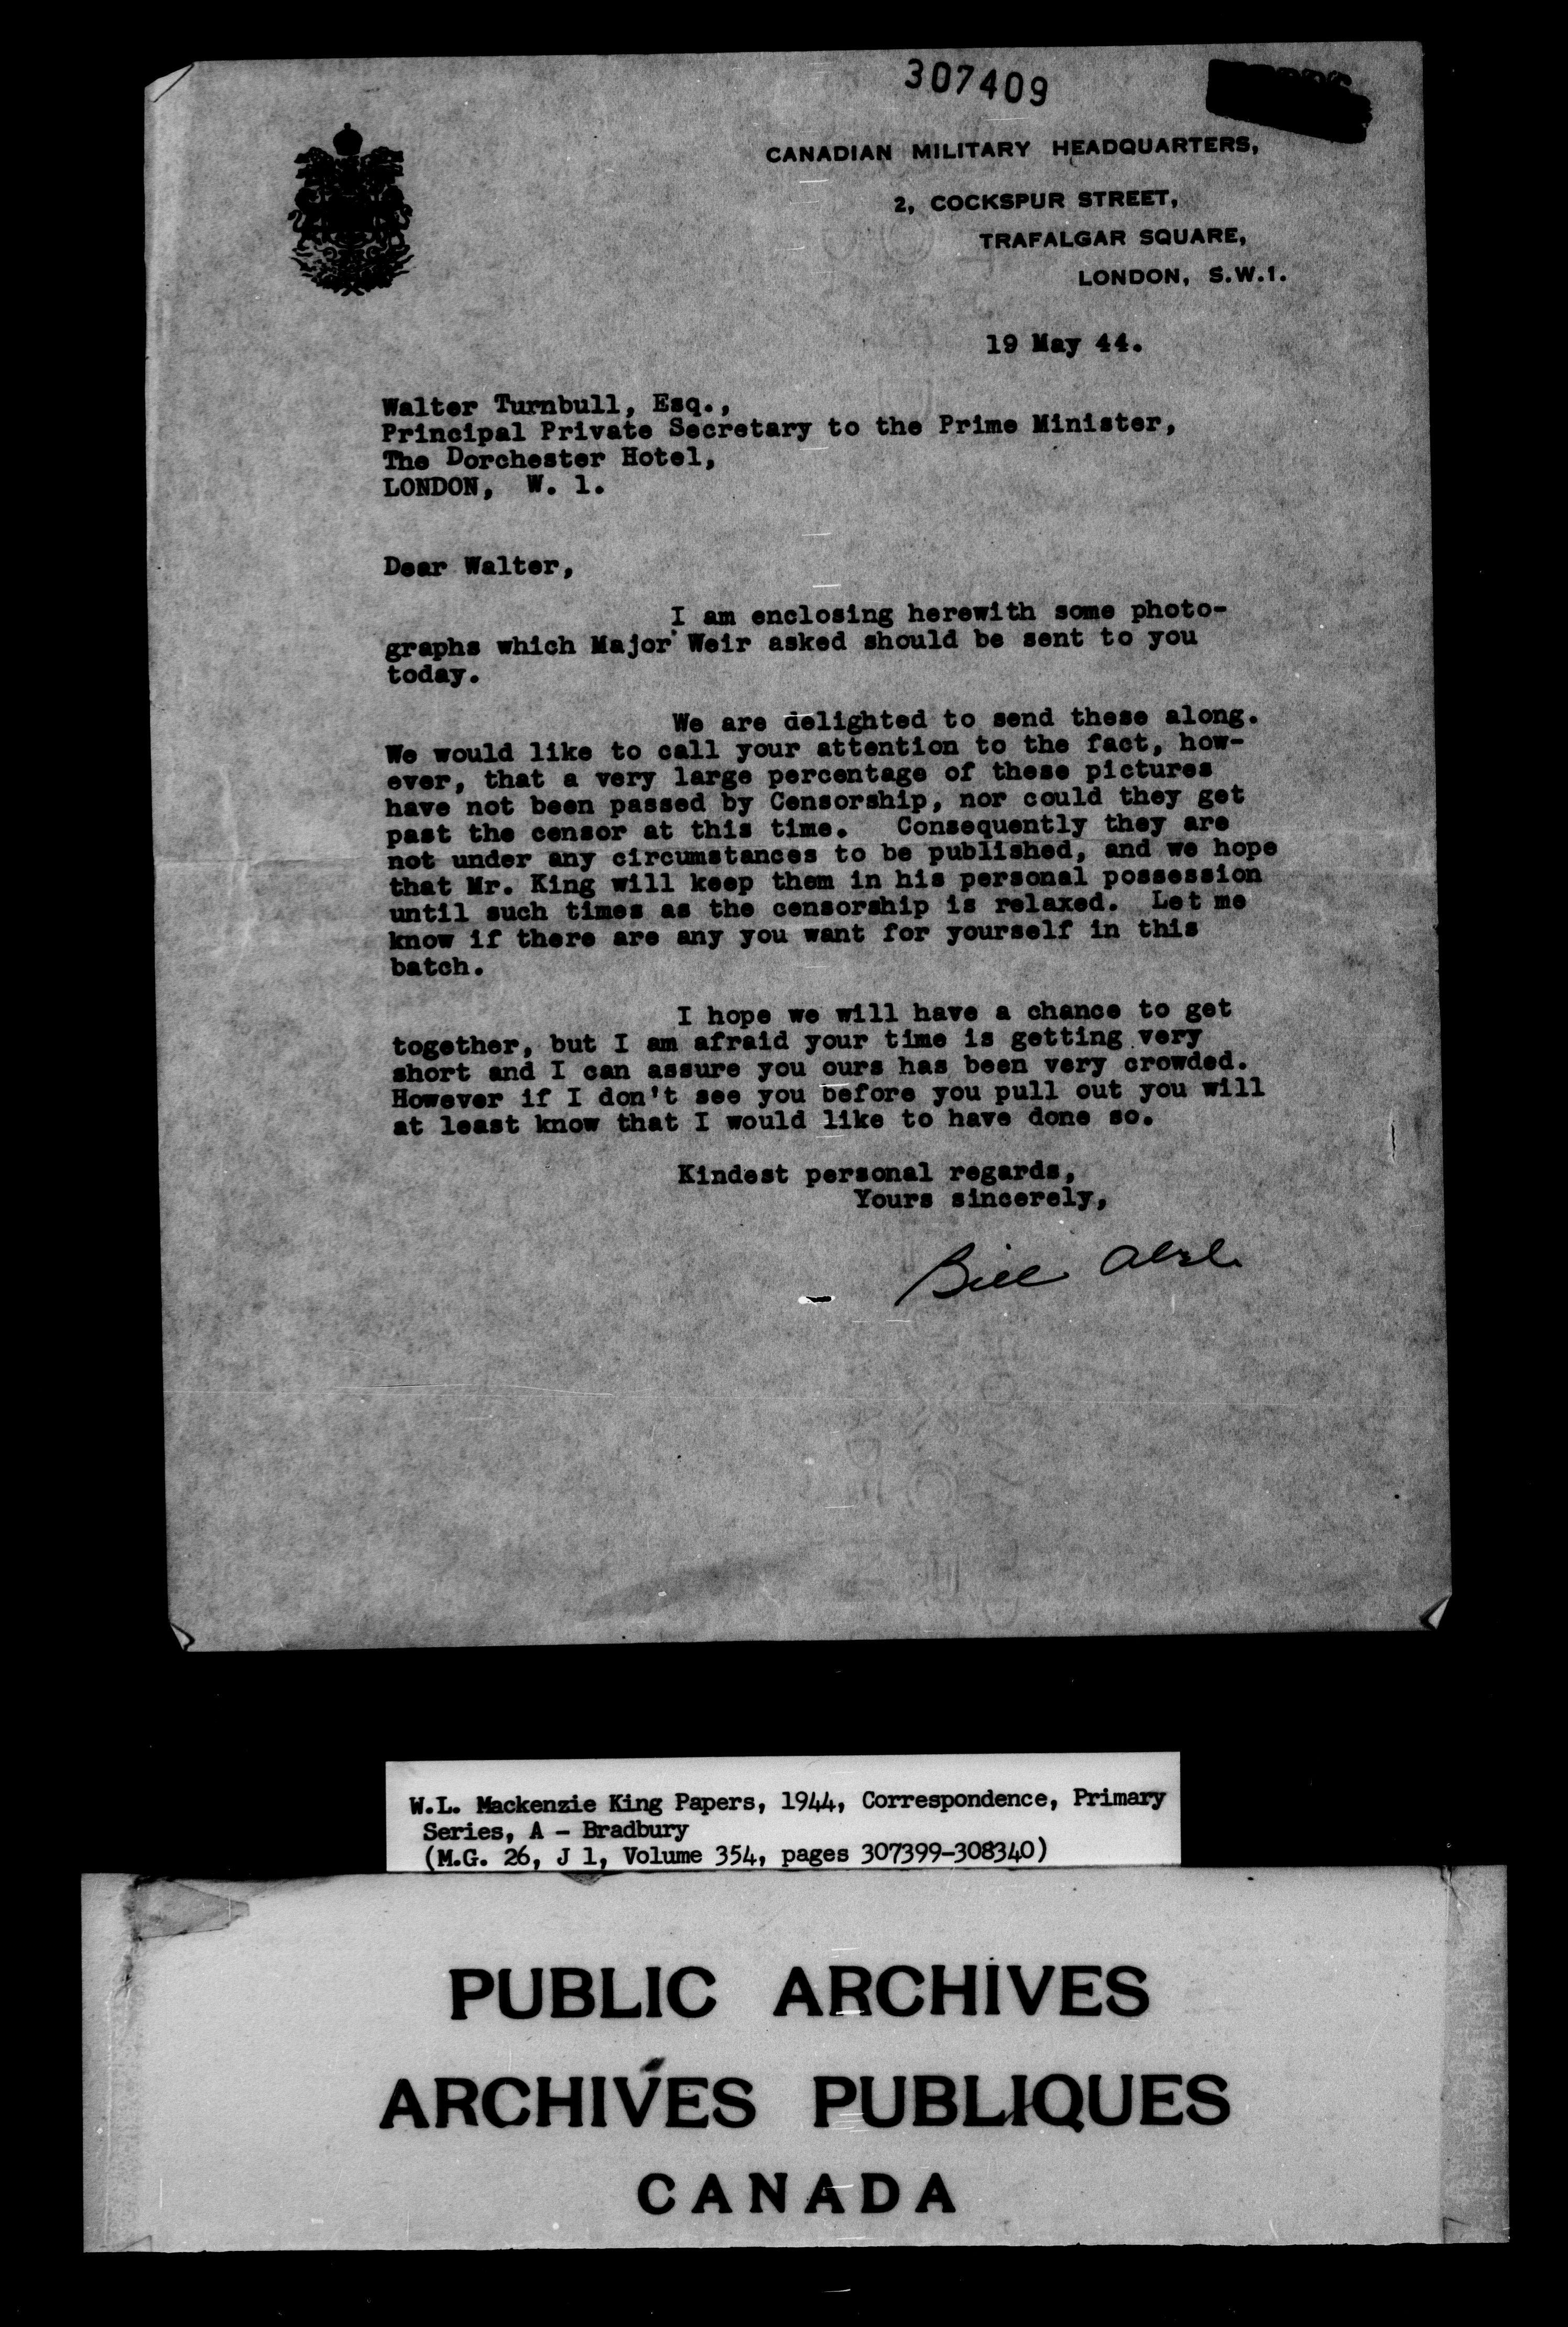 307409
CANADIAN MILITARY HEADQUARTERS,
2, COCKSPUR STREET,
TRAFALGAR SQUARE,
LONDON, S.W.1.
19 May 44.
Walter Turnbull, Esq.,
Principal Private Secretary to the Prime Minister,
The Dorchester Hotel,
LONDON, W. 1.
Dear Walter,
I am enclosing herewith some photo-
graphs which Major Weir asked should be sent to you
today.
We are delighted to send these along.
We would like to call your attention to the fact, how-
ever, that a very large percentage of these pictures
have not been passed by Censorship, nor could they get
past the censor at this time. Consequently they are
not under any circumstances to be published, and we hope
that Mr. King will keep them in his personal possession
until such times as the censorship is relaxed. Let me
know if there are any you want for yourself in this
batch.
I hope we will have a chance to get
together, but I am afraid your time is getting very
short and I can assure you ours has been very crowded.
However if I don't see you before you pull out you will
at least know that I would like to have done so.
Kindest personal regards,
Yours sincerely,
Bill
W.L. Mackenzie King Papers, 1944, Correspondence, Primary
Series, A - Bradbury
(M.G. 26, J 1, Volume 354, pages 307399-308340)
PUBLIC ARCHIVES
ARCHIVES PUBLIQUES
CANADA